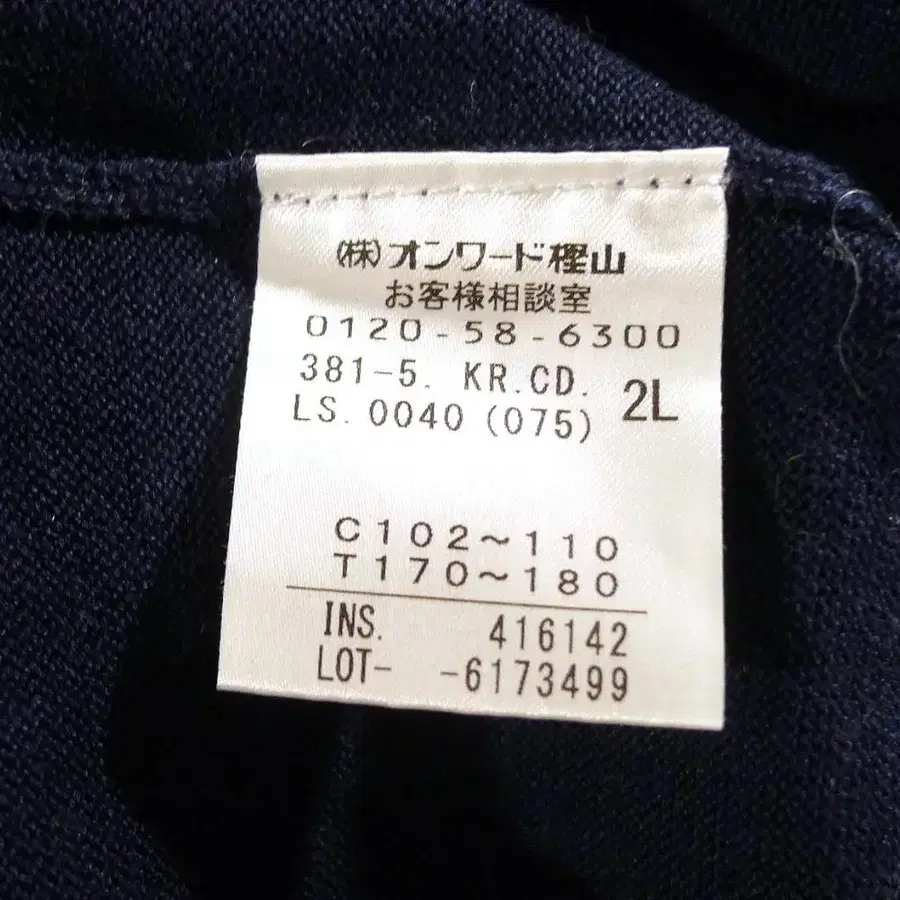 (株)オンワード樫山
お客様相談室
0120-58-6300
381-5. KR.CD. 2L
LS. 0040 (075)
C102~110
T170~180
INS. 416142
LOT- -6173499